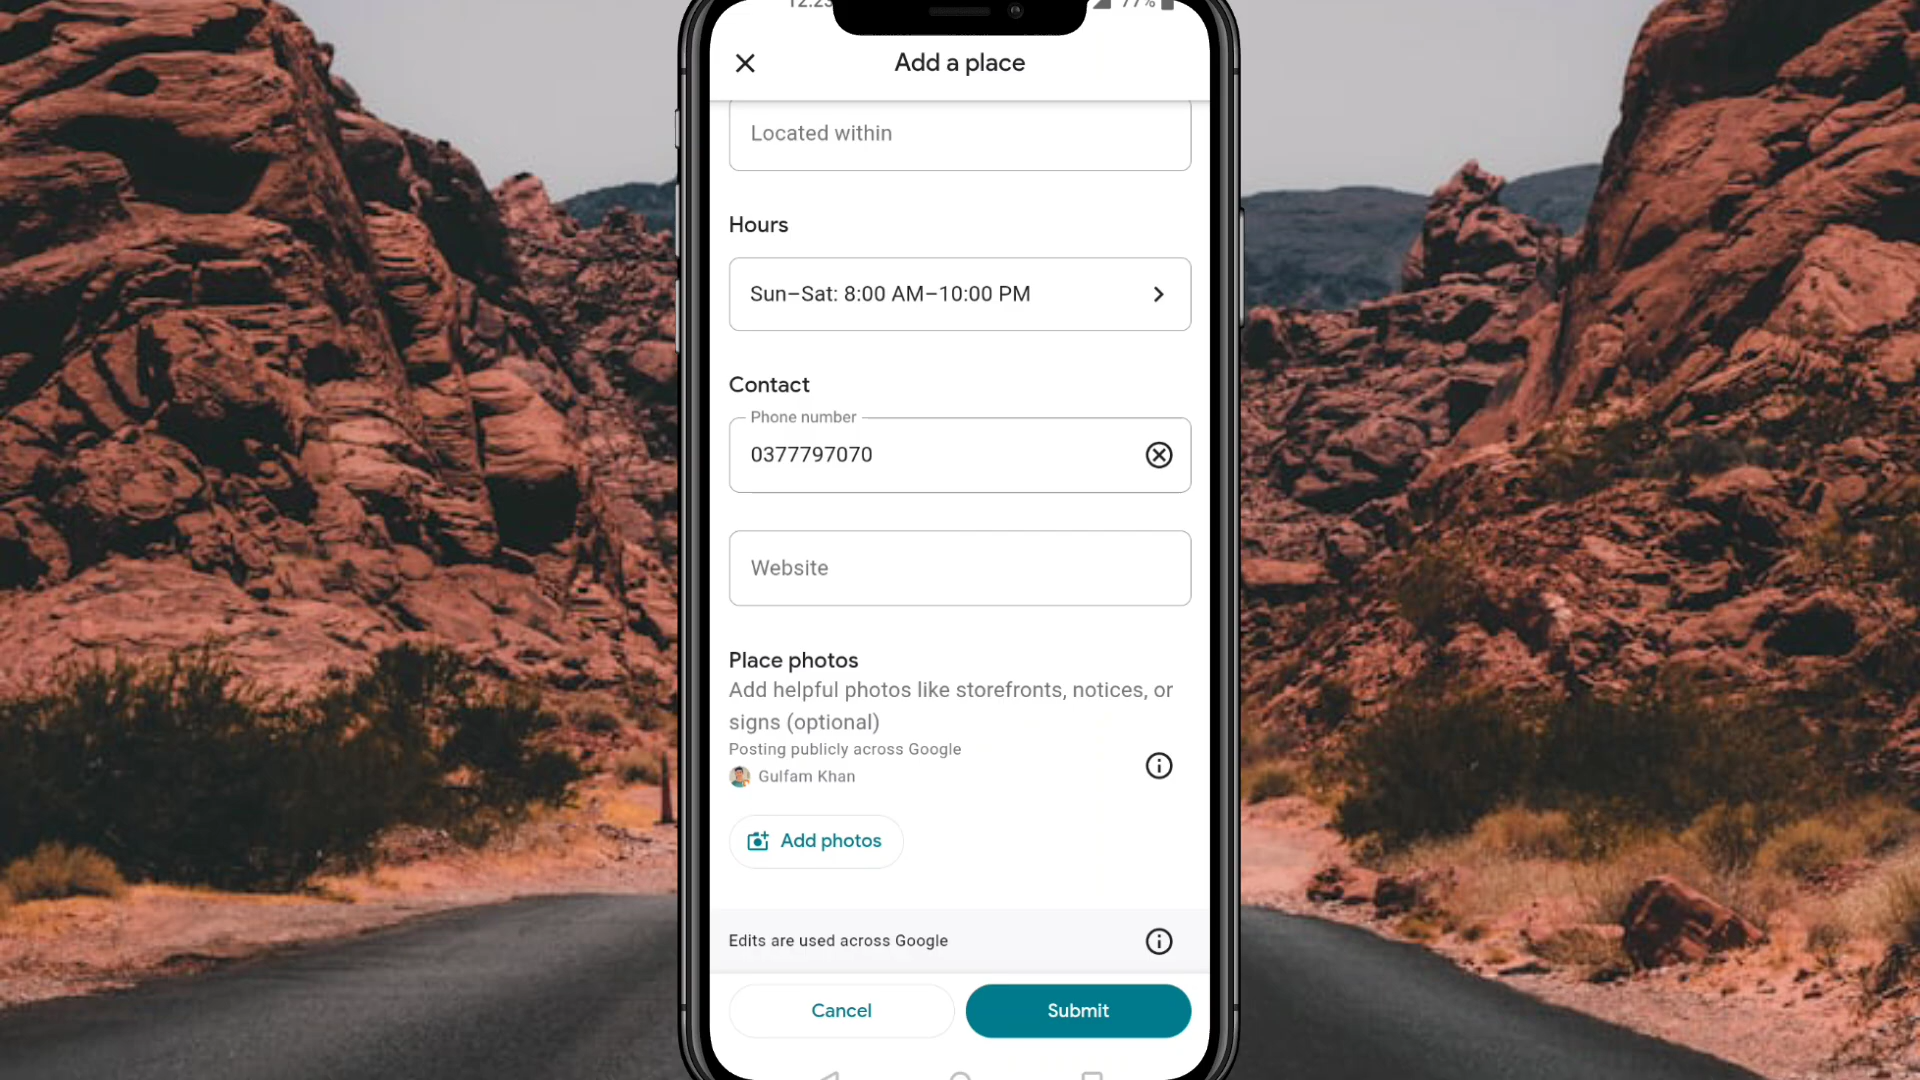 Add a place
Located within
Hours
Sun–Sat: 8:00 AM–10:00 PM
Contact
Phone number
0377797070
Website
Place photos
Add helpful photos like storefronts, notices, or
signs (optional)
Posting publicly across Google
Gulfam Khan
Add photos
Edits are used across Google
Cancel
Submit